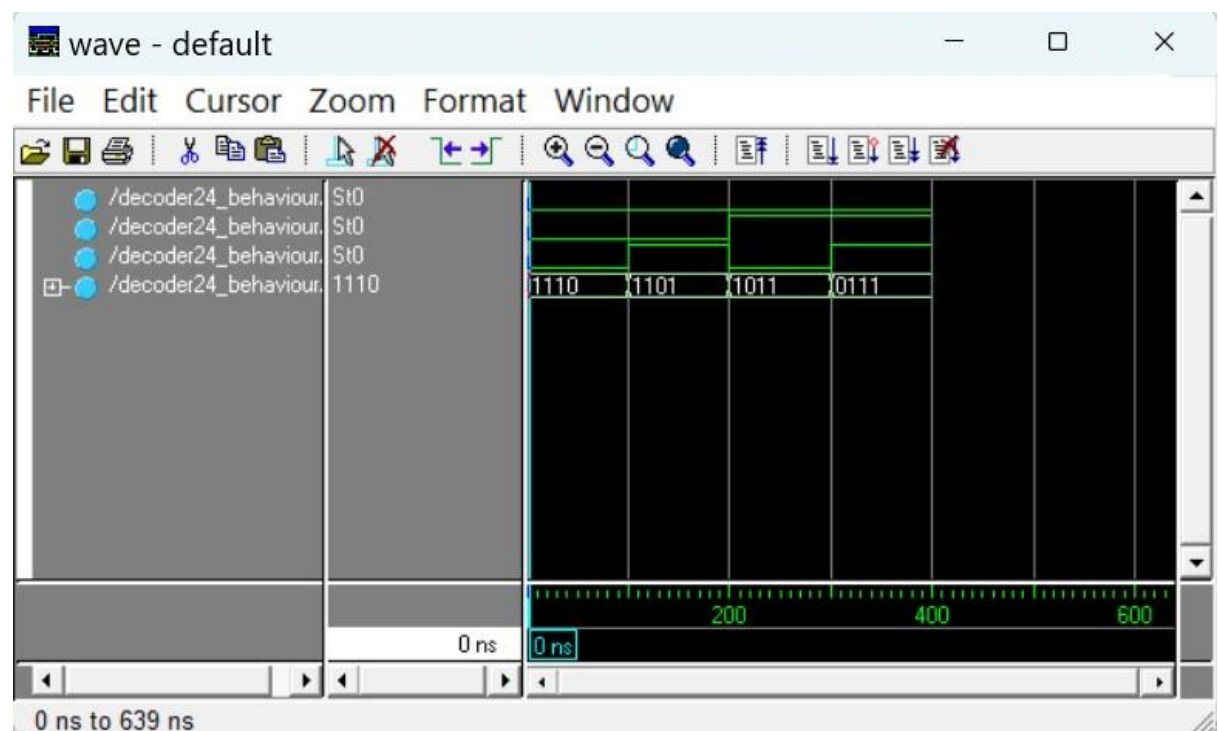 wave - default
File Edit Cursor Zoom Format Window
/decoder24_behaviour. St0
/decoder24_behaviour. St0
/decoder24_behaviour. St0
/decoder24_behaviour. 1110 1110 1101 1011 0111
200 400 600
0 ns 0 ns
0 ns to 639 ns